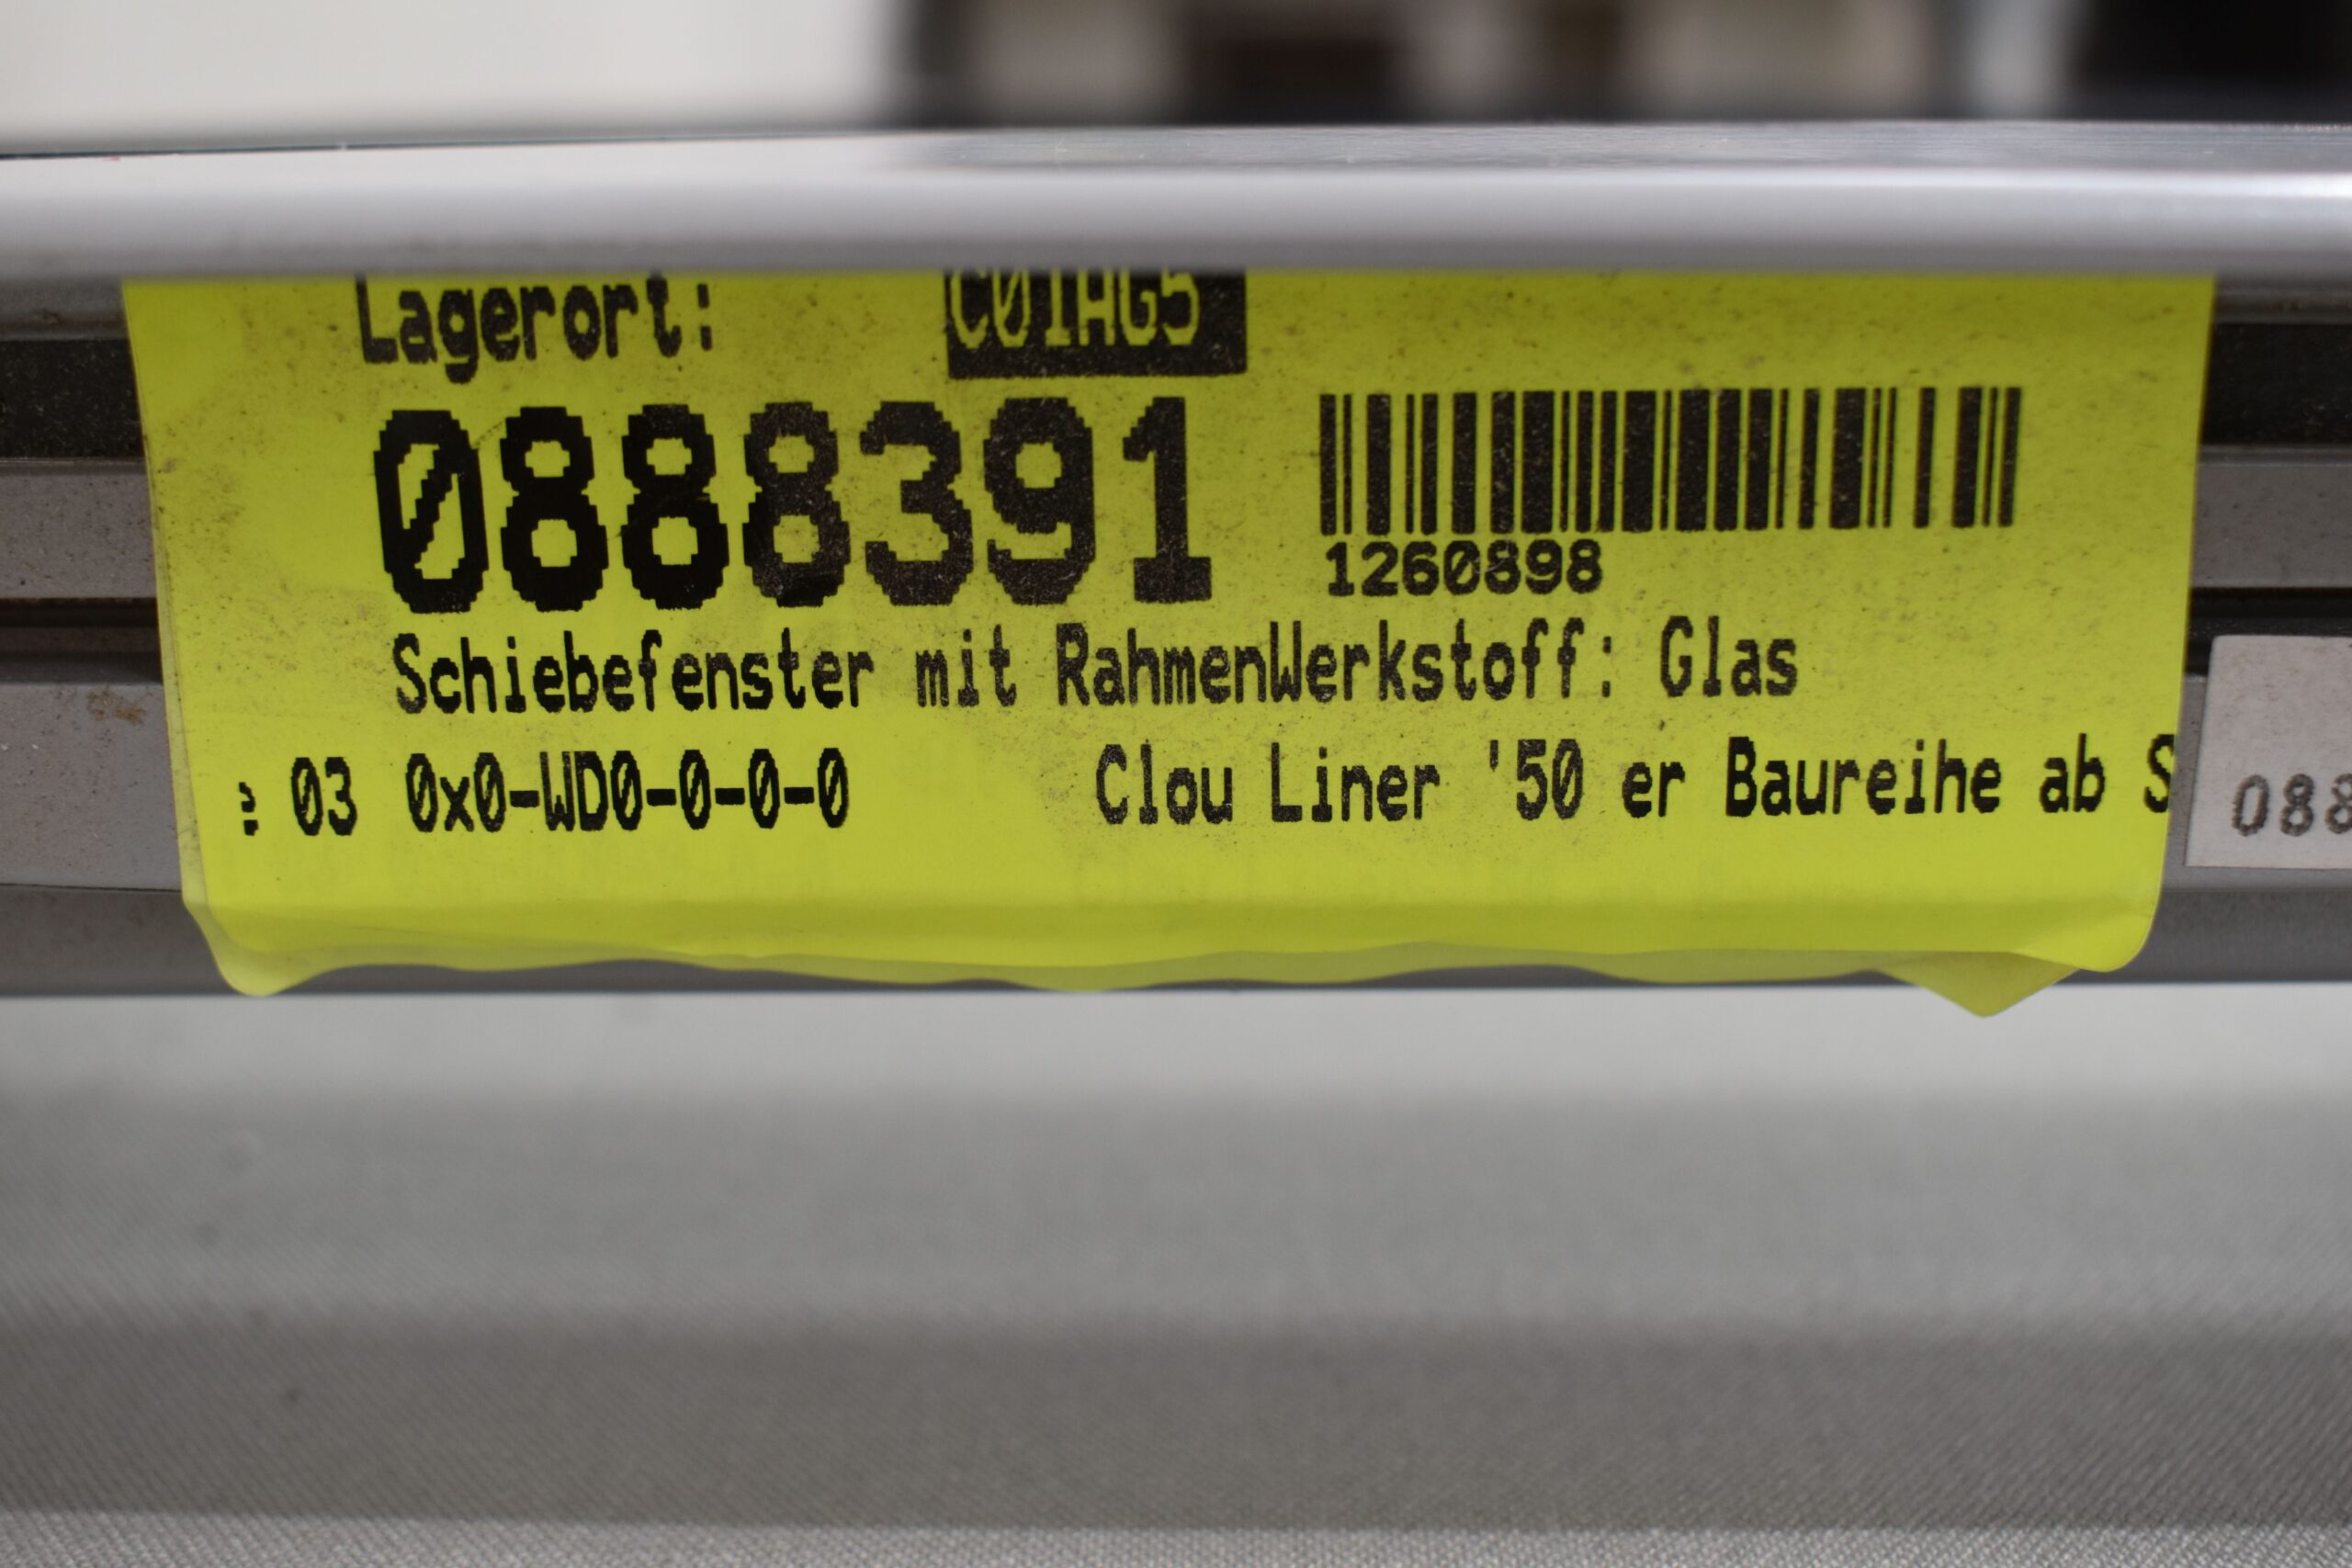 Lagerort: C01AG5
0888391
1260898
Schiebefenster mit RahmenWerkstoff: Glas
: 03 0x0-WD0-0-0-0 Clou Liner '50 er Baureihe ab S
088